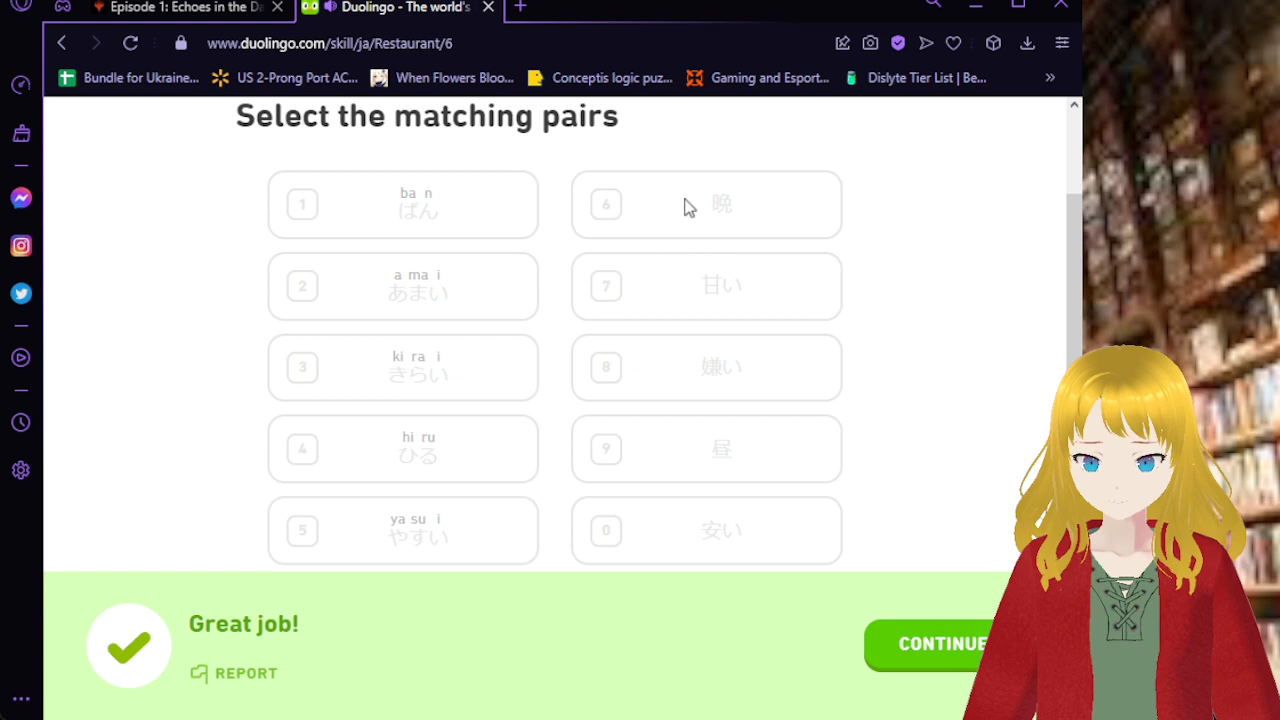 Episode 1: Echoes in the Da
Duolingo - The world's
www.duolingo.com/skill/ja/Restaurant/6
Bundle for Ukraine...
US 2-Prong Port AC...
When Flowers Bloo...
Conceptis logic puz...
Gaming and Esport...
Dislyte Tier List | Be...
Select the matching pairs
1
ba n
ばん
6
晩
2
a ma i
あまい
7
甘い
3
ki ra i
きらい
8
嫌い
4
hi ru
ひる
9
昼
5
ya su i
やすい
0
安い
Great job!
REPORT
CONTINUE